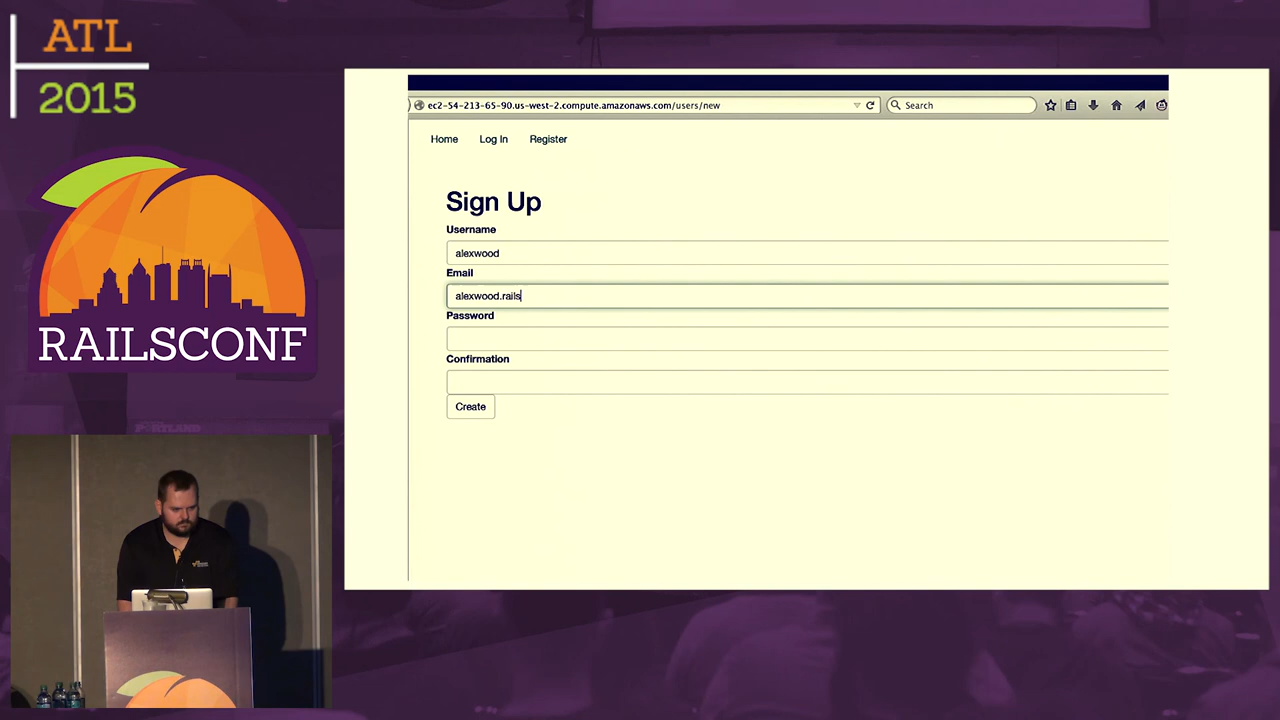 ATL
2015
RAILSCONF
ec2-54-213-65-90.us-west-2.compute.amazonaws.com/users/new
Search
Home Log In Register
Sign Up
Username
alexwood
Email
alexwood.rails
Password
Confirmation
Create
PORTLAND